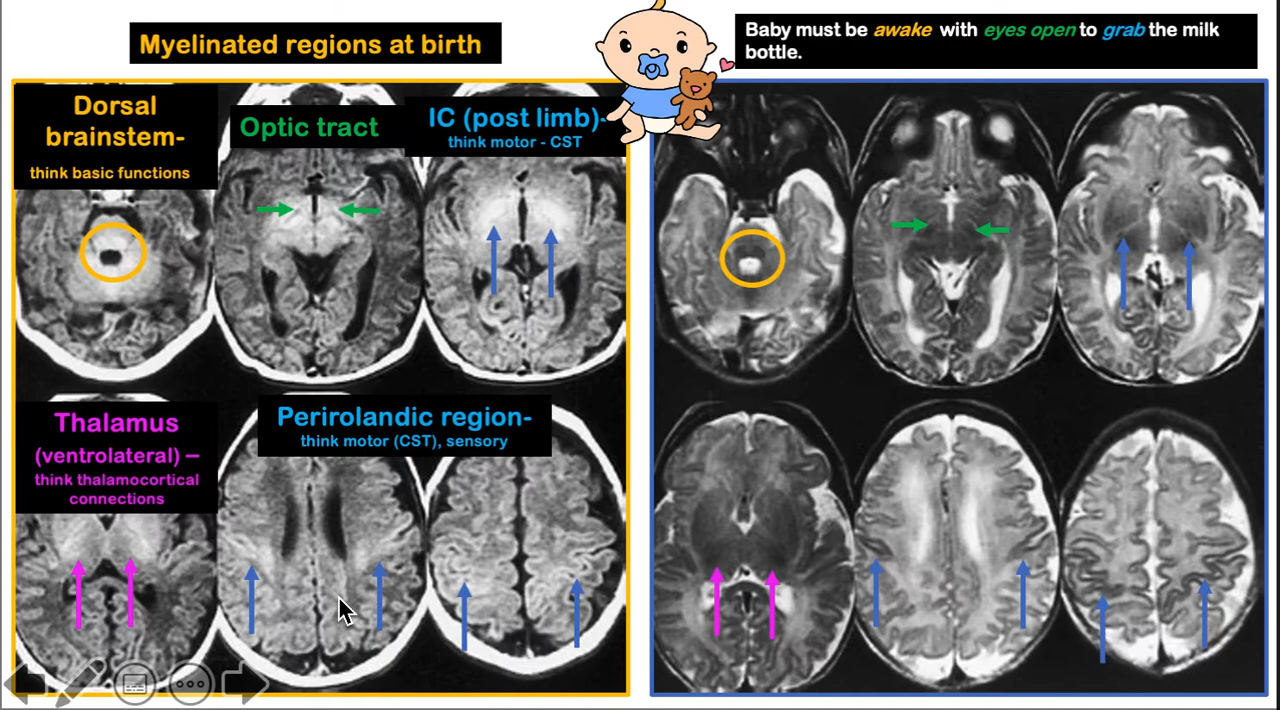 Myelinated regions at birth
Baby must be awake with eyes open to grab the milk
bottle.
Dorsal
brainstem-
think basic functions
Optic tract
IC (post limb)-
think motor - CST
Thalamus
(ventrolateral) –
think thalamocortical
connections
Perirolandic region-
think motor (CST), sensory